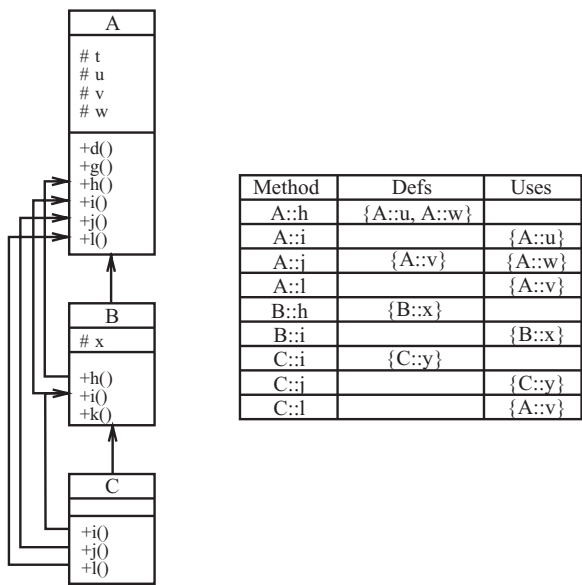 A
# t
# u
# v
# w
+d()
+g()
+h()
+i()
+j()
+l()
B
# x
+h()
+i()
+k()
C
+i()
+j()
+l()
Method Defs Uses
A::h {A::u, A::w}
A::i {A::u}
A::j {A::v} {A::w}
A::l {A::v}
B::h {B::x}
B::i {B::x}
C::i {C::y}
C::j {C::y}
C::l {A::v}